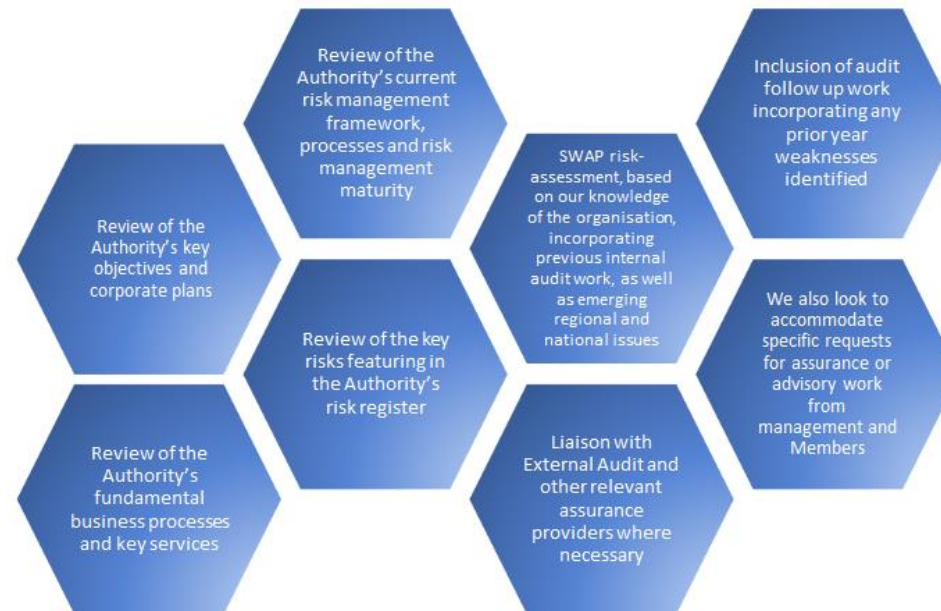 Review of the
Authority's current
risk management
framework,
processes and risk
management
maturity
Inclusion of audit
follow up work
incorporating any
prior year
weaknesses
identified
SWAP risk-
assessment, based
on our knowledge
of the organisation,
incorporating
previous internal
audit work, as well
as emerging
regional and
national issues
Review of the
Authority's key
objectives and
corporate plans
Review of the key
risks featuring in
the Authority's
risk register
We also look to
accommodate
specific requests
for assurance or
advisory work
from
management and
Members
Review of the
Authority's
fundamental
business processes
and key services
Liaison with
External Audit and
other relevant
assurance
providers where
necessary